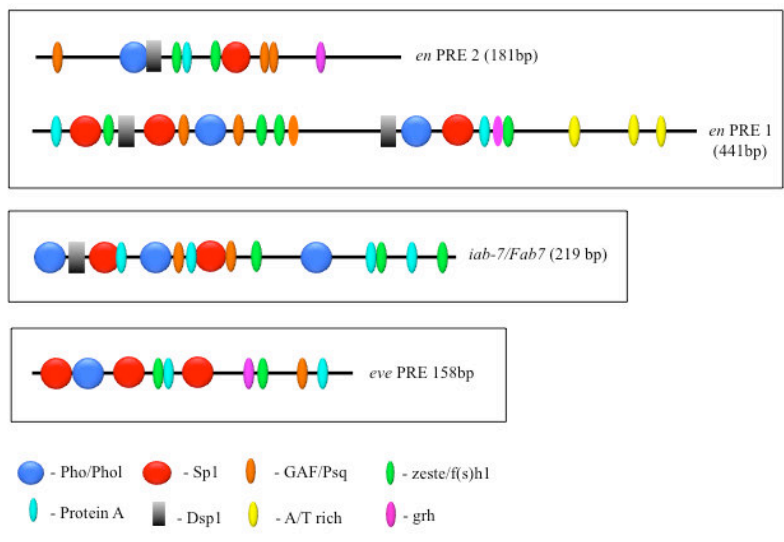 en PRE 2 (181bp)
en PRE 1
(441bp)
iab-7/Fab7 (219 bp)
eve PRE 158bp
- Pho/Phol - Sp1 - GAF/Psq - zeste/f(s)h1
- Protein A - Dsp1 - A/T rich - grh